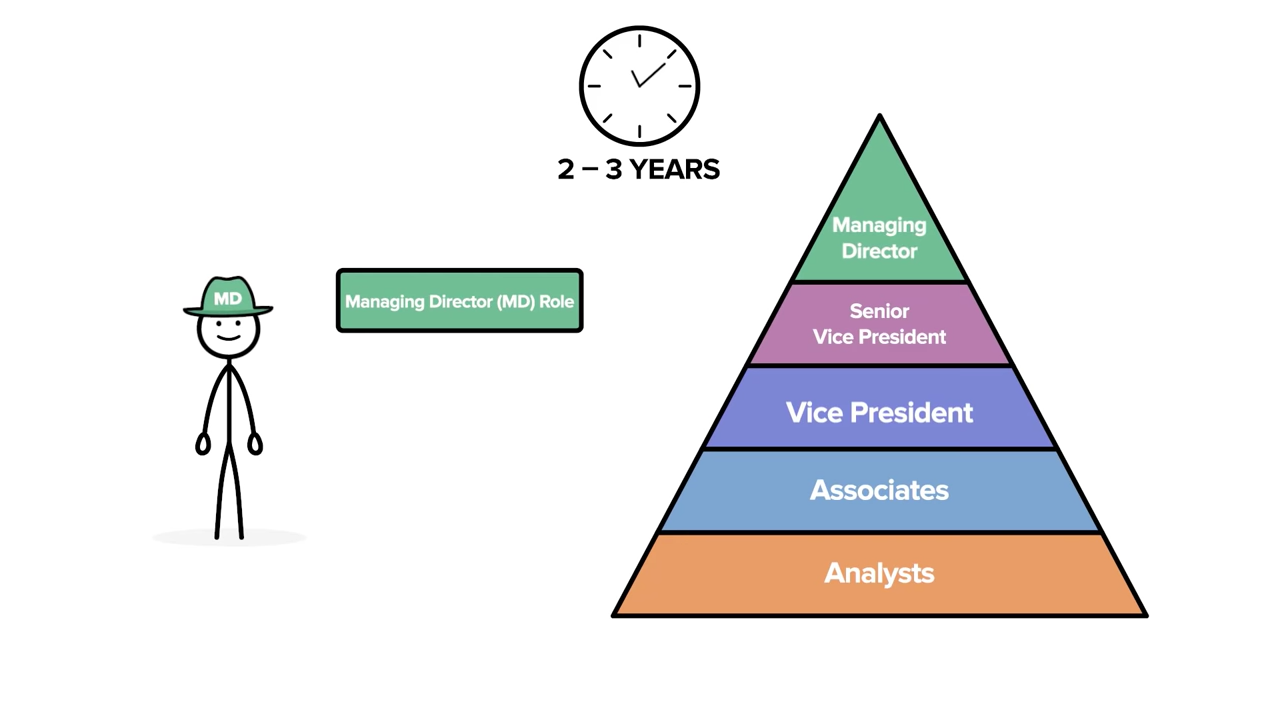 2 – 3 YEARS
MD
Managing Director (MD) Role
Managing
Director
Senior
Vice President
Vice President
Associates
Analysts